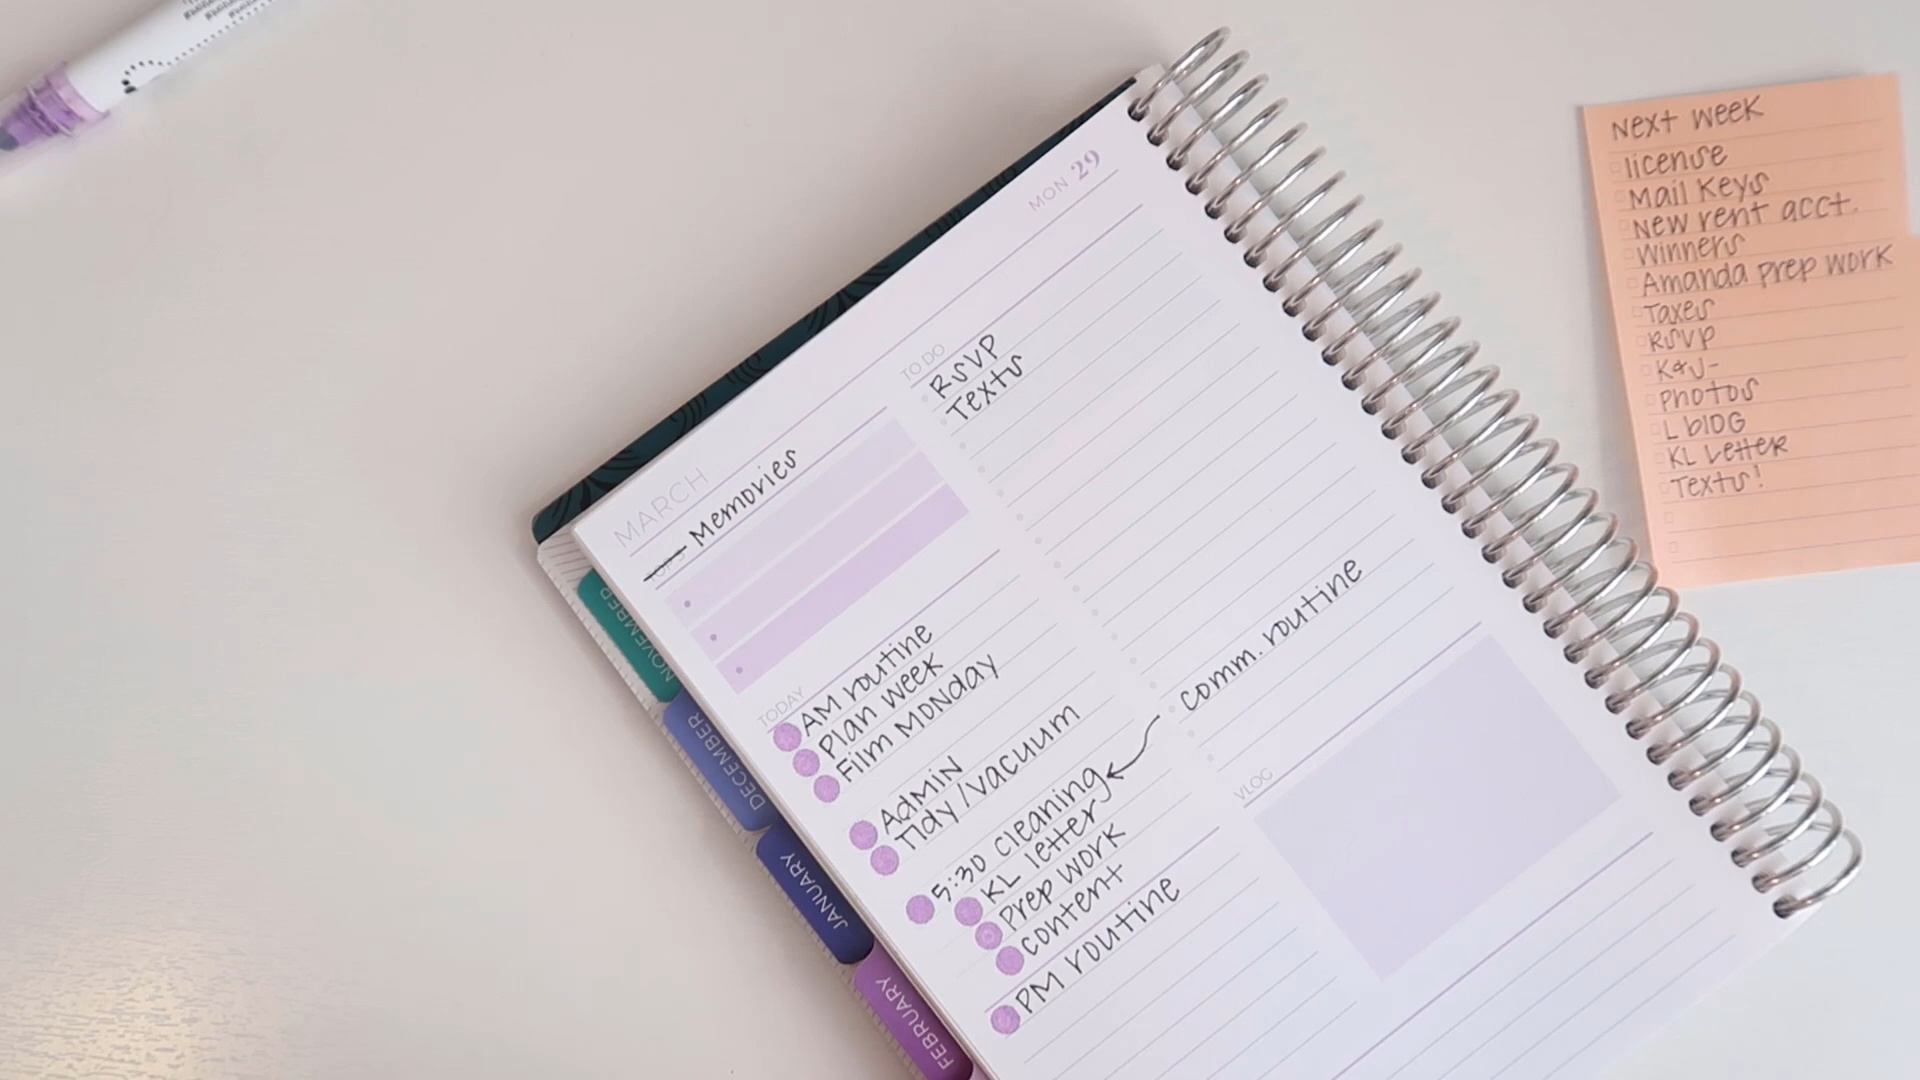 MON 29
MARCH
TOP 3 Memories
TO DO
RSVP
Texts
TODAY
AM routine
Plan week
Film Monday
Admin
Tidy/vacuum
5:30 cleaning
KL letter
Prep work
content
PM routine
comm. routine
VLOG
NOVEMBER
DECEMBER
JANUARY
FEBRUARY
Next week
license
Mail Keys
New rent acct.
Winners
Amanda prep work
Taxes
RSVP
K&J-
Photos
L blog
KL Letter
Texts!